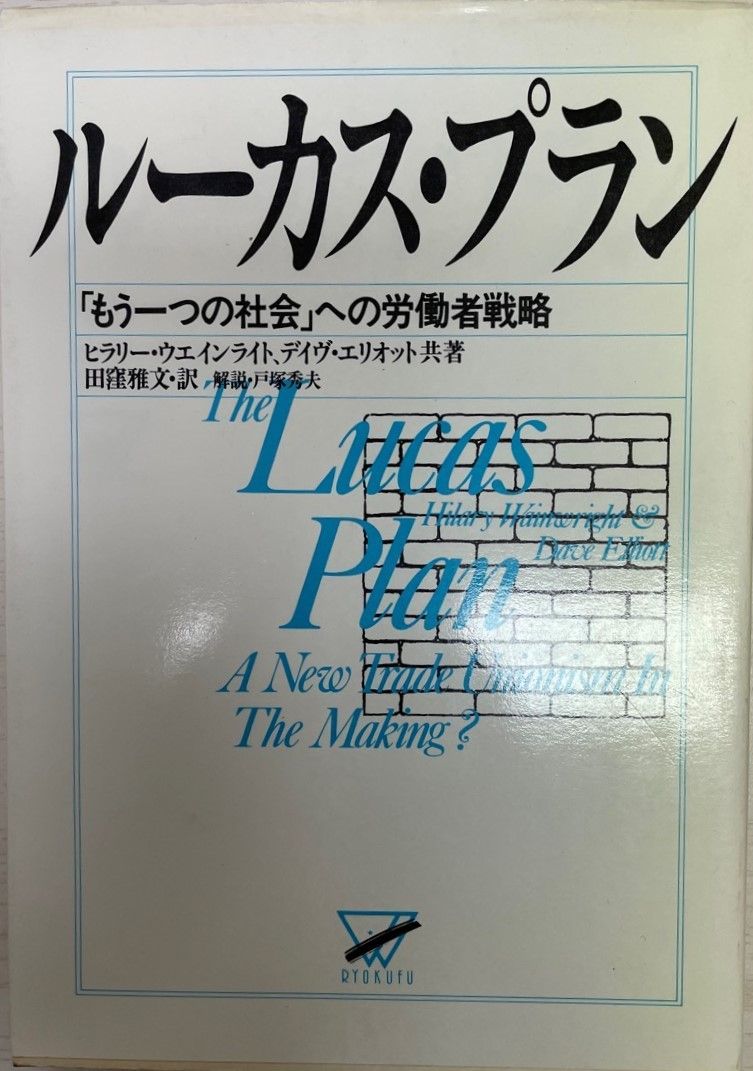 ルーカス・プラン
「もう一つの社会」への労働者戦略
ヒラリー・ウエインライト、デイヴ・エリオット共著
田窪雅文・訳 解説・戸塚秀夫
The
Lucas
Hilary Wainwright &
Dave Elliott
Plan
A New Trade Unionism In
The Making?
RYOKUFU